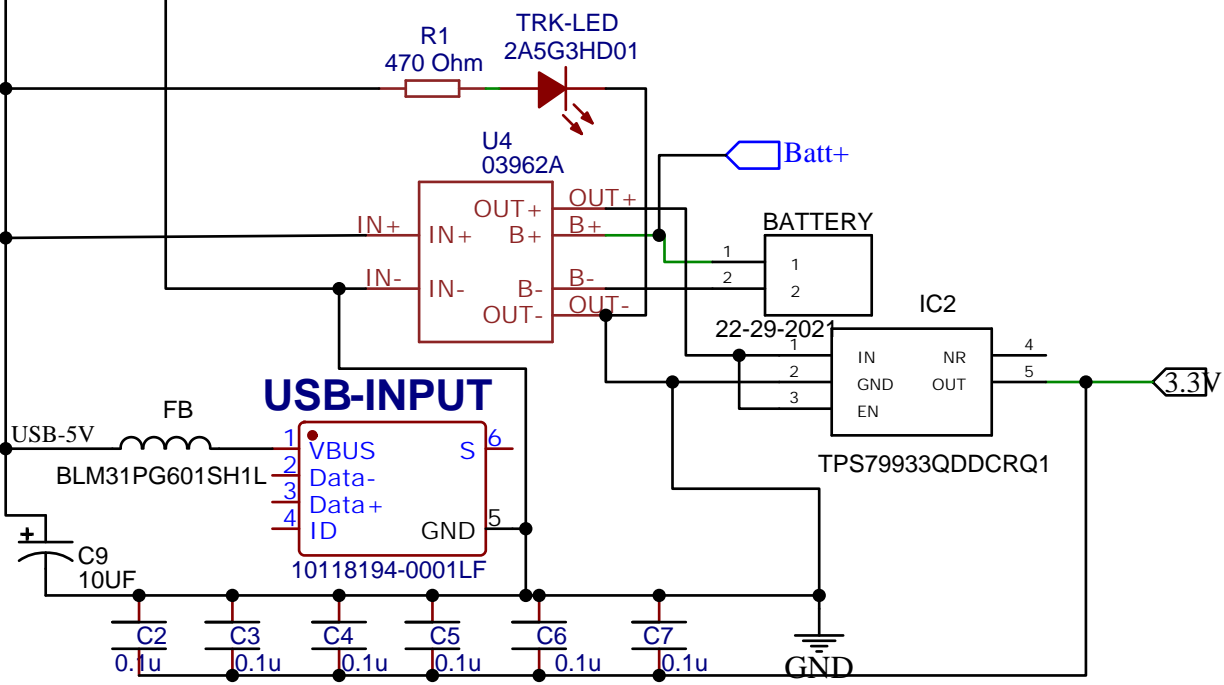 TRK-LED
R1
2A5G3HD01
470 Ohm
U4
03962A
Batt+
OUT+
OUT+
BATTERY
IN+
IN+
B+
B+
1
1
IN-
IN-
B-
B-
2
2
OUT-
OUT-
22-29-2021
IC2
1
IN
NR
4
2
GND
OUT
5
3.3V
3
EN
TPS79933QDDCRQ1
USB-INPUT
FB
USB-5V
BLM31PG601SH1L
1
VBUS
S
6
2
Data-
3
Data+
4
ID
GND
5
10118194-0001LF
+
C9
10UF
C2
C3
C4
C5
C6
C7
0.1u
0.1u
0.1u
0.1u
0.1u
0.1u
GND